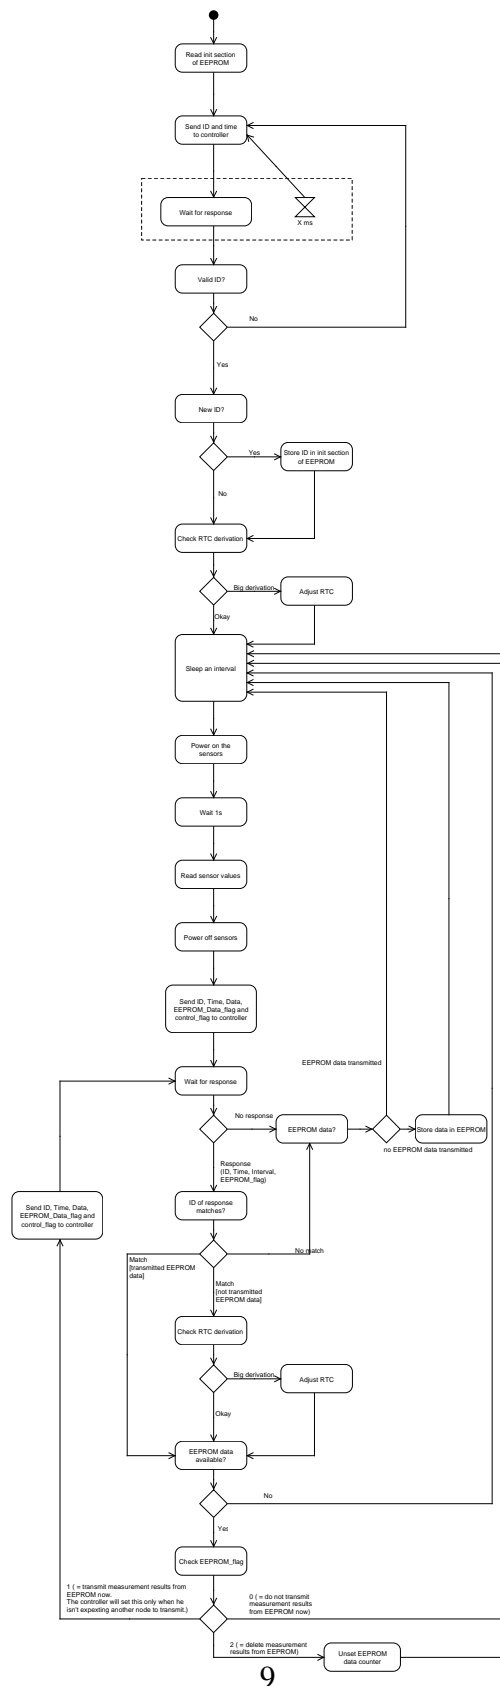 Read init section
of EEPROM
Send ID and time
to controller
Wait for response
X ms
Valid ID?
No
Yes
New ID?
Yes
Store ID in init section
of EEPROM
No
Check RTC derivation
Big derivation
Adjust RTC
Okay
Sleep an interval
Power on the
sensors
Wait 1s
Read sensor values
Power off sensors
Send ID, Time, Data,
EEPROM_Data_flag and
control_flag to controller
EEPROM data transmitted
Wait for response
No response
EEPROM data?
Store data in EEPROM
no EEPROM data transmitted
Response
(ID, Time, Interval,
EEPROM_flag)
Send ID, Time, Data,
EEPROM_Data_flag and
control_flag to controller
ID of response
matches?
No match
Match
[transmitted EEPROM
data]
Match
[not transmitted
EEPROM data]
Check RTC derivation
Big derivation
Adjust RTC
Okay
EEPROM data
available?
No
Yes
Check EEPROM_flag
1 ( = transmit measurement results from
EEPROM now.
The controller will set this only when he
isn't expexting another node to transmit.)
0 ( = do not transmit
measurement results
from EEPROM now)
2 ( = delete measurement
results from EEPROM)
Unset EEPROM
data counter
9